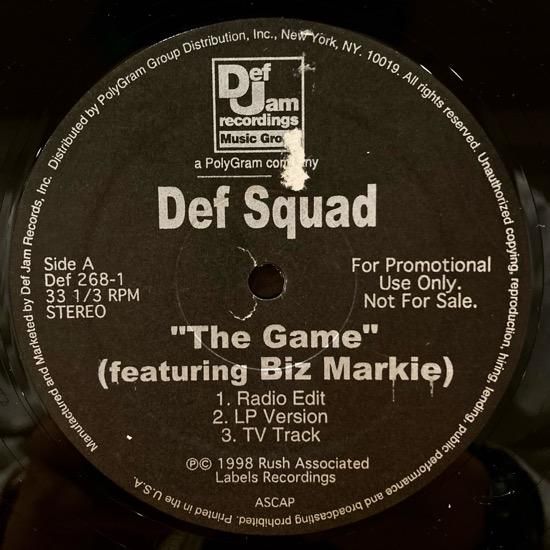 Manufactured and Marketed by Def Jam Records, Inc. Distributed by PolyGram Group Distribution, Inc., New York, NY. 10019. All rights reserved. Unauthorized copying, reproduction, hiring, lending, public performance and broadcasting prohibited. Printed in the U.S.A.
Def
Jam
recordings
Music Group
a PolyGram company
Def Squad
Side A
Def 268-1
33 1/3 RPM
STEREO
For Promotional
Use Only.
Not For Sale.
"The Game"
(featuring Biz Markie)
1. Radio Edit
2. LP Version
3. TV Track
℗© 1998 Rush Associated
Labels Recordings
ASCAP